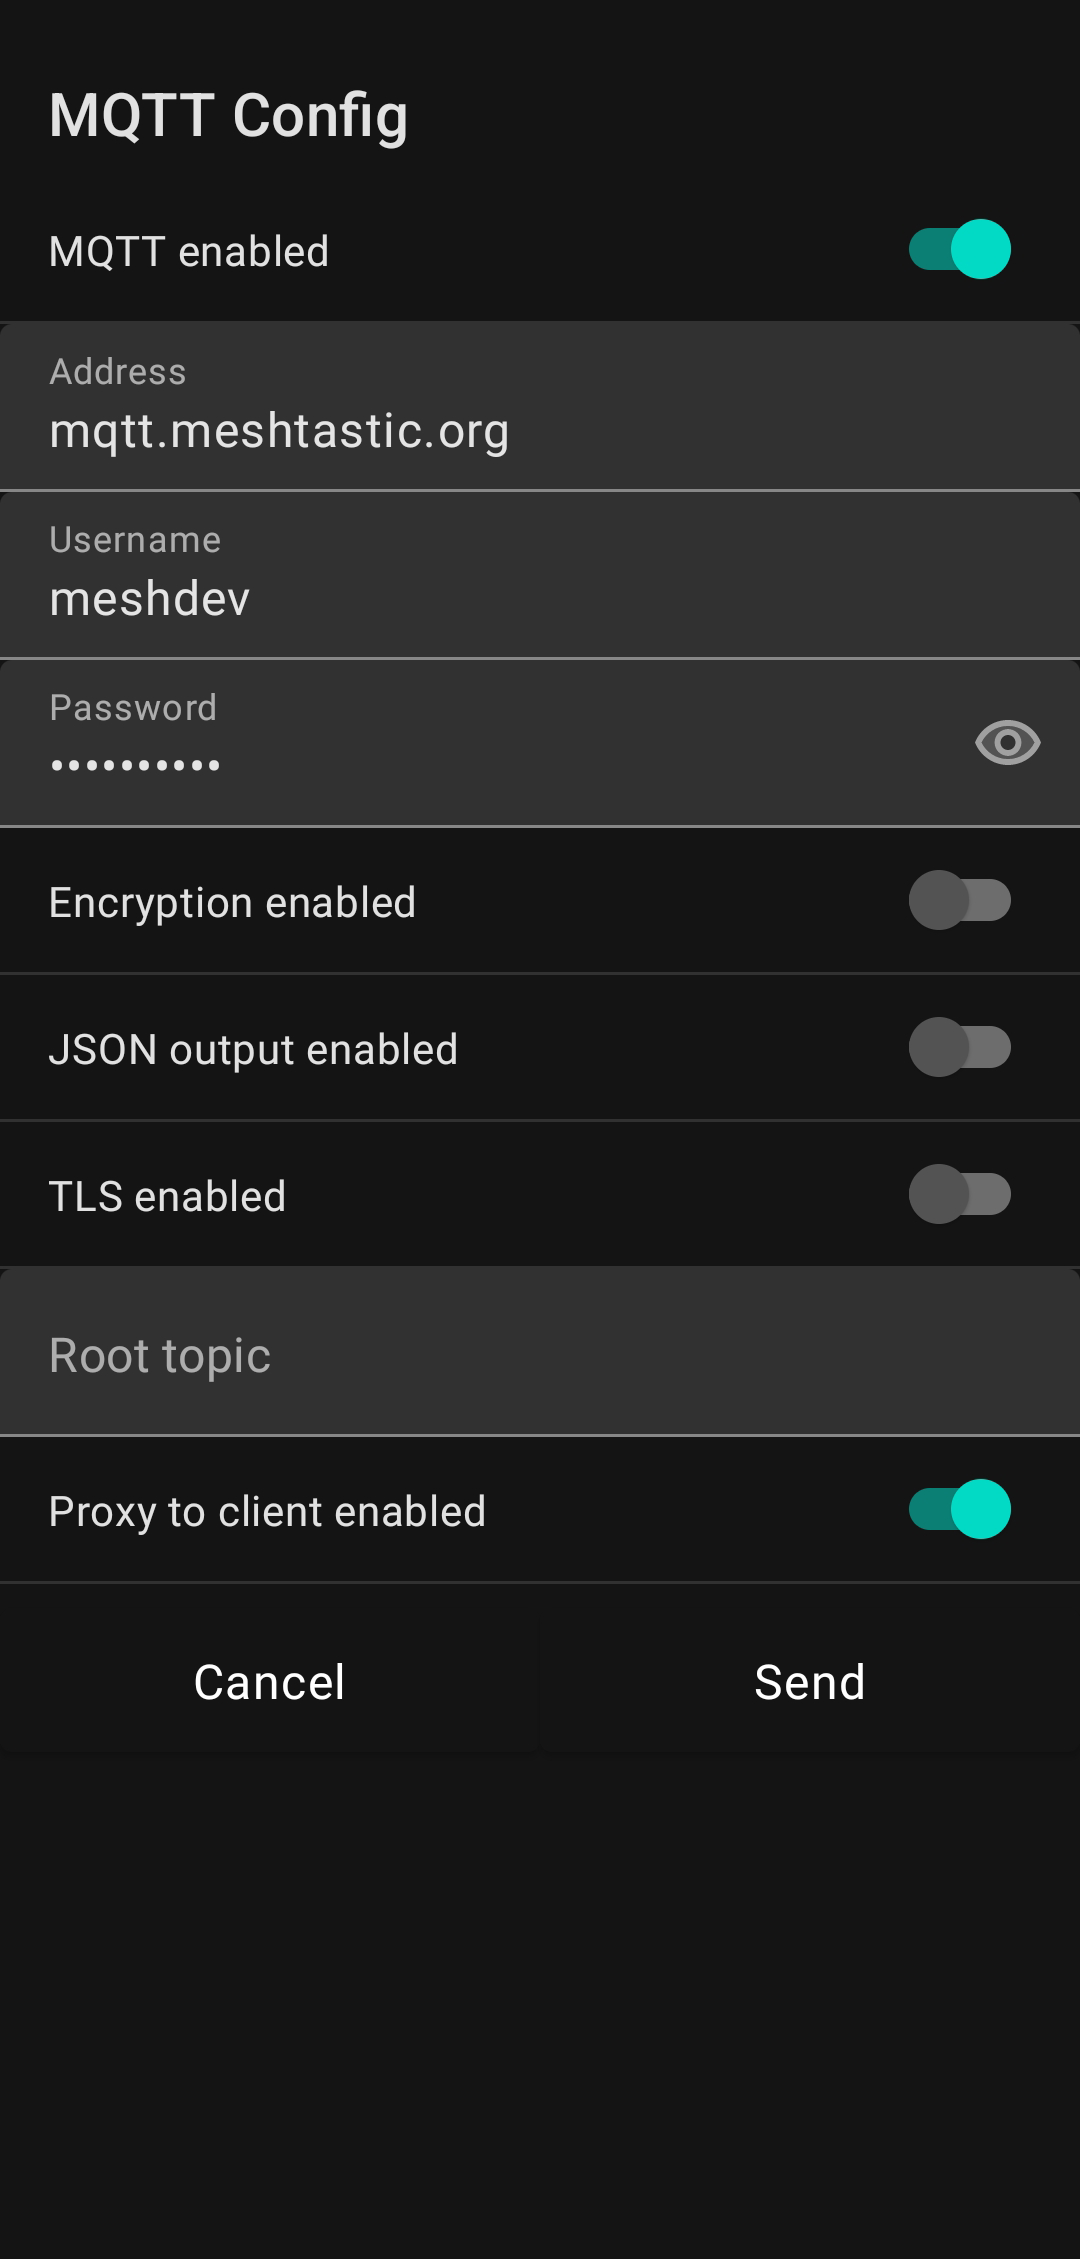 MQTT Config
MQTT enabled
Address
mqtt.meshtastic.org
Username
meshdev
Password
••••••••••
Encryption enabled
JSON output enabled
TLS enabled
Root topic
Proxy to client enabled
Cancel
Send